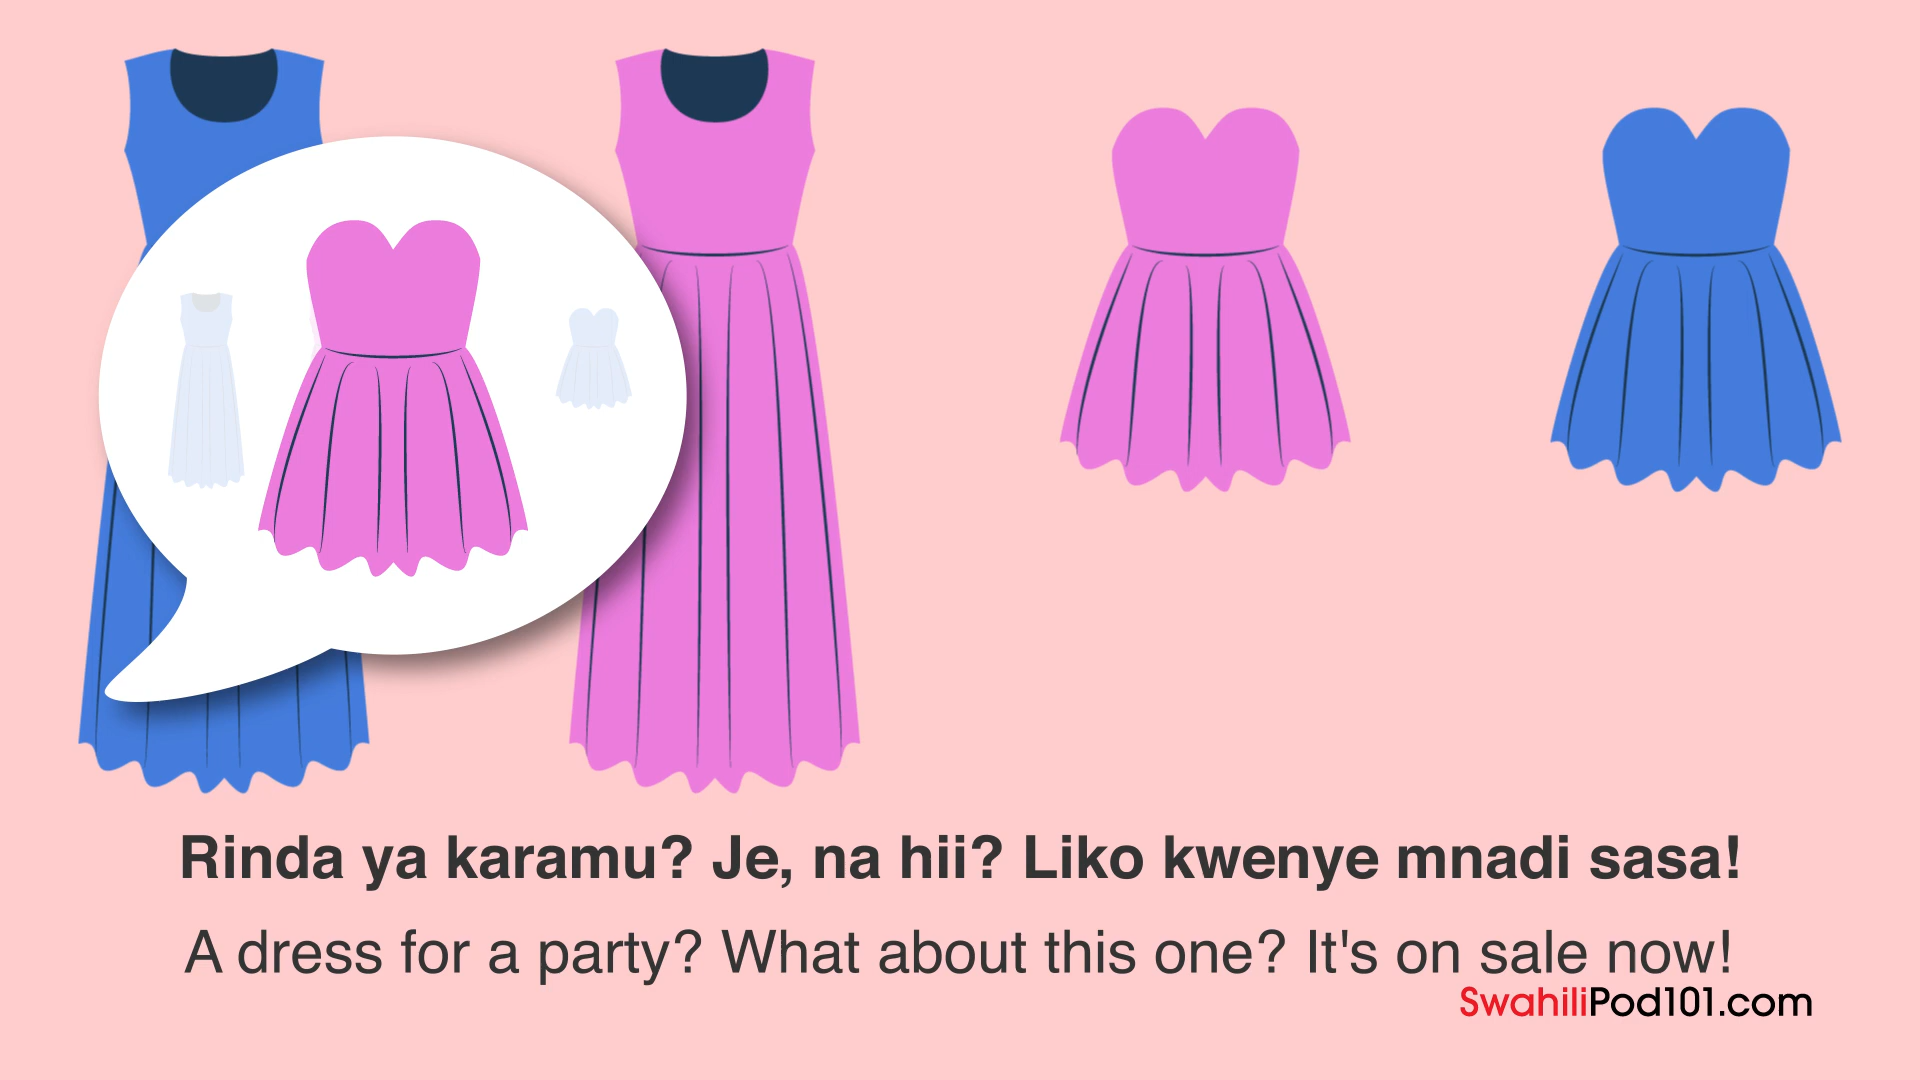 Rinda ya karamu? Je, na hii? Liko kwenye mnadi sasa!
A dress for a party? What about this one? It's on sale now!
SwahiliPod101.com